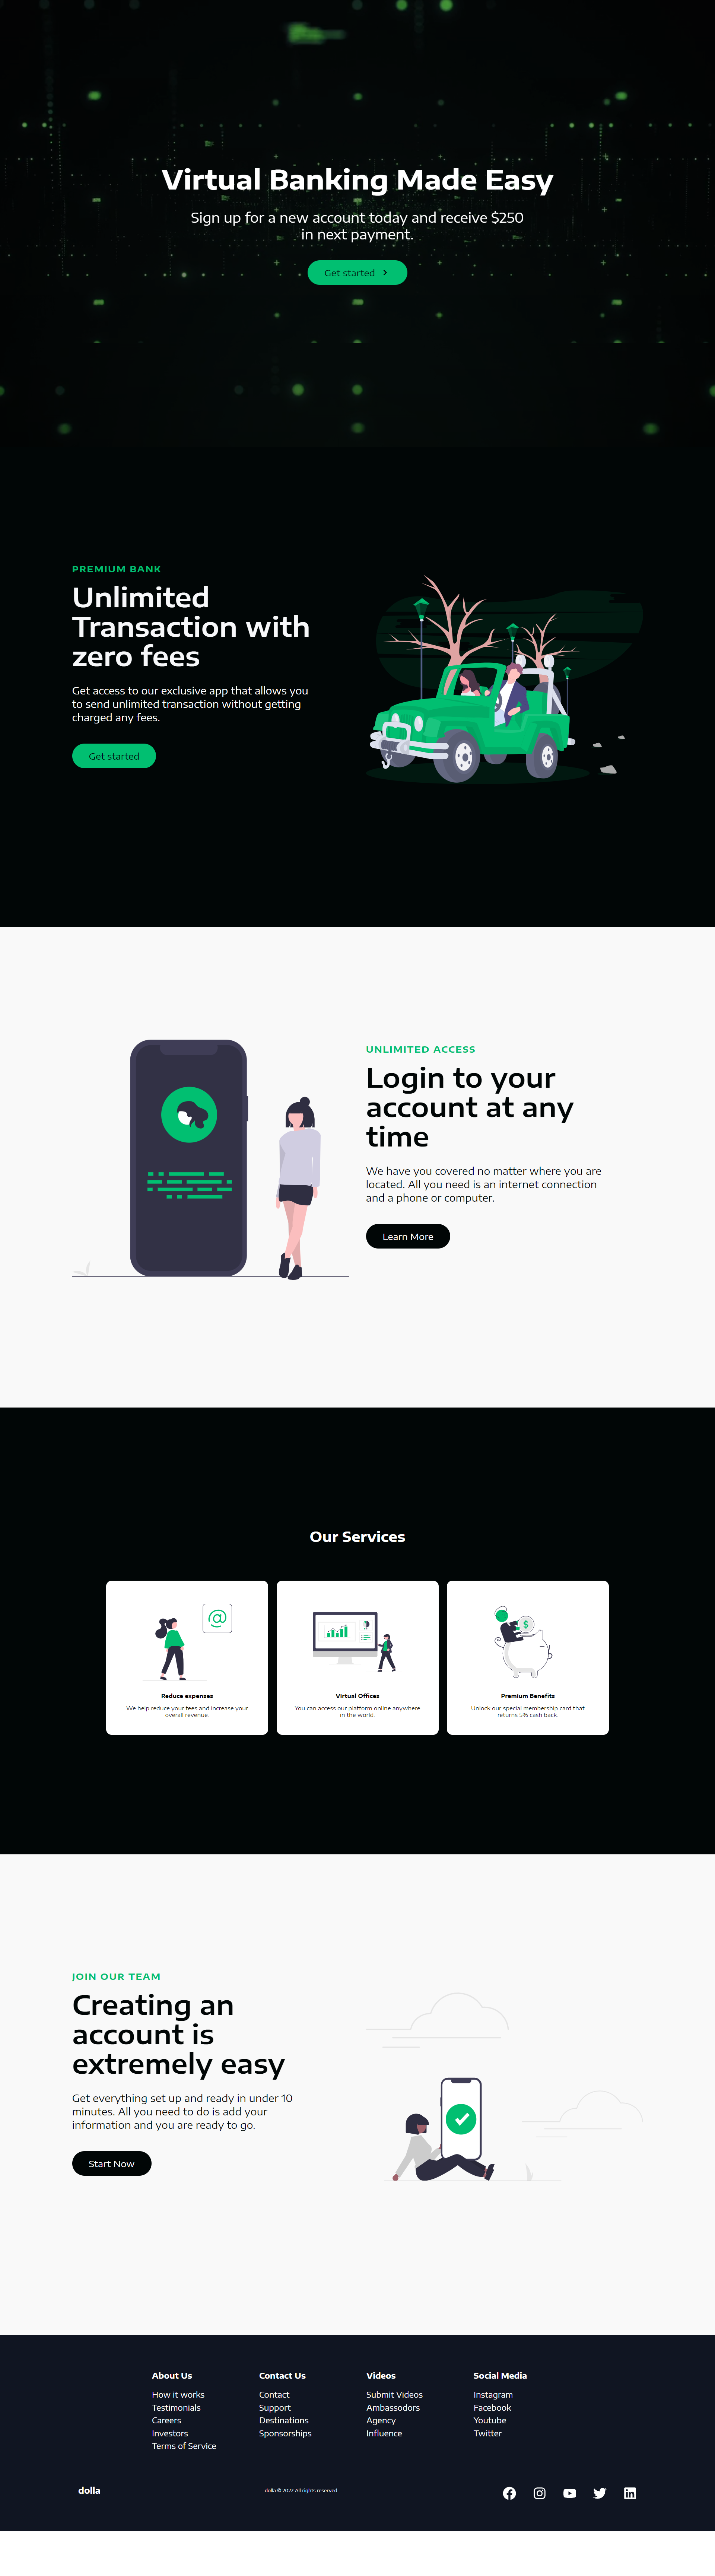 Virtual Banking Made Easy
Sign up for a new account today and receive $250
in next payment.
Get started
PREMIUM BANK
Unlimited
Transaction with
zero fees
Get access to our exclusive app that allows you
to send unlimited transaction without getting
charged any fees.
Get started
UNLIMITED ACCESS
Login to your
account at any
time
We have you covered no matter where you are
located. All you need is an internet connection
and a phone or computer.
Learn More
Our Services
@
$
Reduce expenses
We help reduce your fees and increase your
overall revenue.
Virtual Offices
You can access our platform online anywhere
in the world.
Premium Benefits
Unlock our special membership card that
returns 5% cash back.
JOIN OUR TEAM
Creating an
account is
extremely easy
Get everything set up and ready in under 10
minutes. All you need to do is add your
information and you are ready to go.
Start Now
About Us
How it works
Testimonials
Careers
Investors
Terms of Service
Contact Us
Contact
Support
Destinations
Sponsorships
Videos
Submit Videos
Ambassodors
Agency
Influence
Social Media
Instagram
Facebook
Youtube
Twitter
dolla
dolla © 2022 All rights reserved.